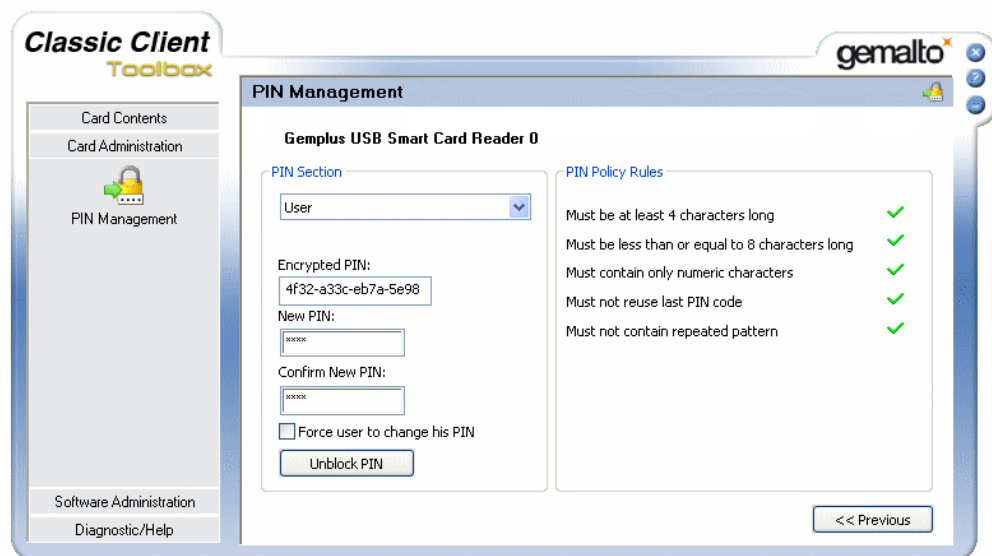 Classic Client
Toolbox
gemalto
Card Contents
Card Administration
PIN Management
Software Administration
Diagnostic/Help
PIN Management
Gemplus USB Smart Card Reader 0
PIN Section
User
Encrypted PIN:
4f32-a33c-eb7a-5e98
New PIN:
****
Confirm New PIN:
****
Force user to change his PIN
Unblock PIN
PIN Policy Rules
Must be at least 4 characters long
Must be less than or equal to 8 characters long
Must contain only numeric characters
Must not reuse last PIN code
Must not contain repeated pattern
<< Previous